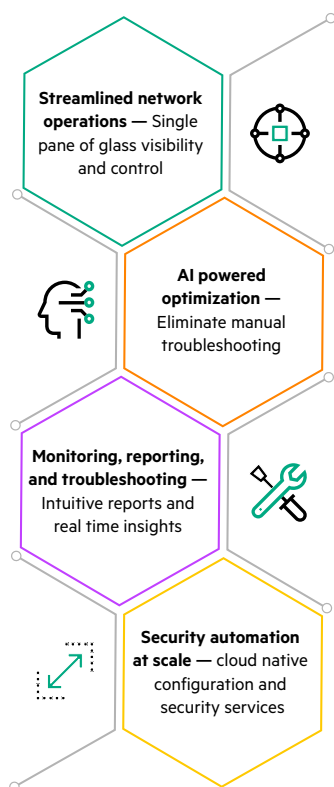 Streamlined network
operations — Single
pane of glass visibility
and control
AI powered
optimization —
Eliminate manual
troubleshooting
Monitoring, reporting,
and troubleshooting —
Intuitive reports and
real time insights
Security automation
at scale — cloud native
configuration and
security services